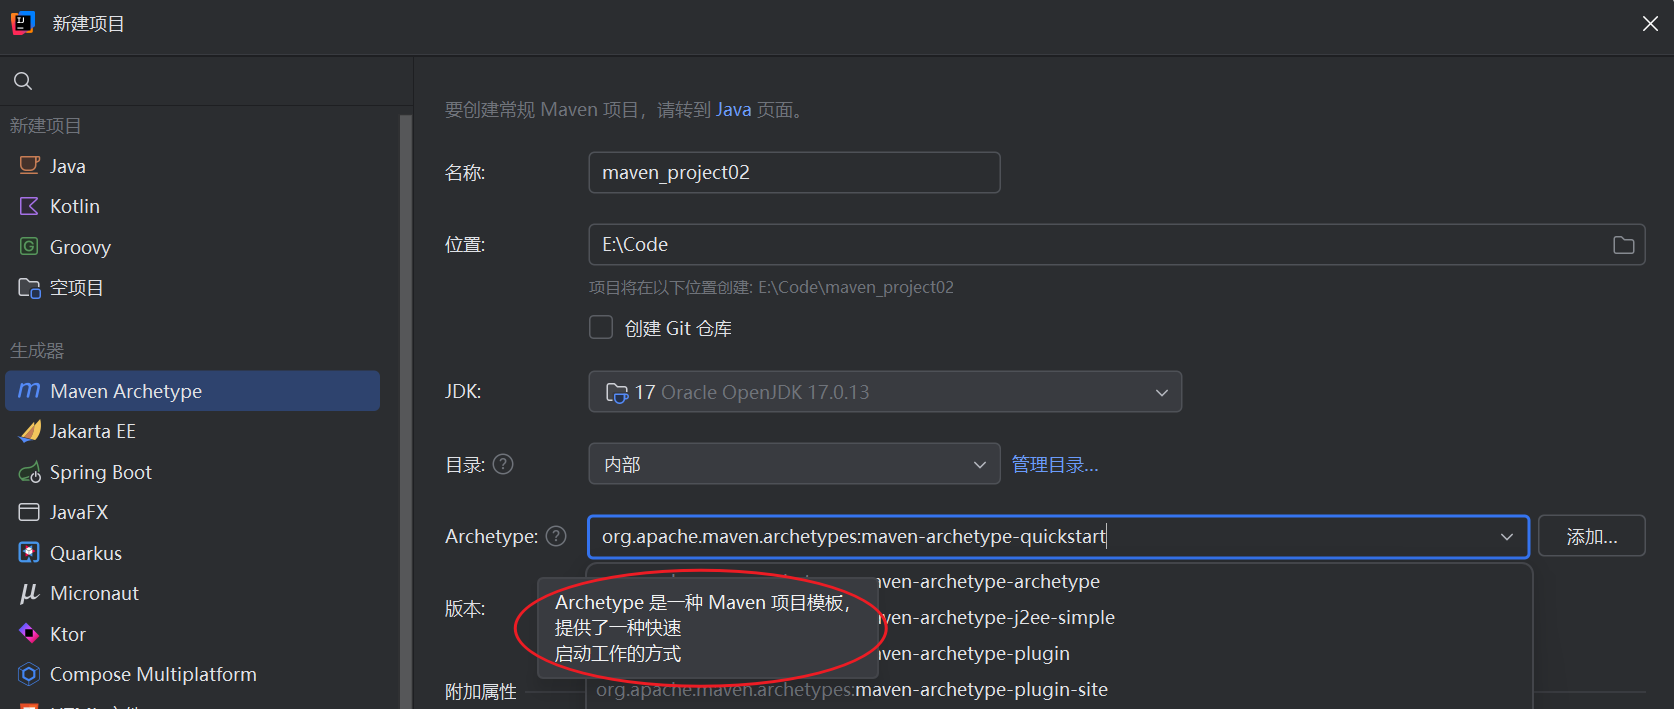 新建项目
新建项目
Java
Kotlin
Groovy
空项目
生成器
Maven Archetype
Jakarta EE
Spring Boot
JavaFX
Quarkus
Micronaut
Ktor
Compose Multiplatform
要创建常规 Maven 项目，请转到 Java 页面。
名称: maven_project02
位置: E:\Code
项目将在以下位置创建: E:\Code\maven_project02
创建 Git 仓库
JDK: 17 Oracle OpenJDK 17.0.13
目录: ? 内部 管理目录...
Archetype: ? org.apache.maven.archetypes:maven-archetype-quickstart 添加...
aven-archetype-archetype
版本:
Archetype 是一种 Maven 项目模板，
提供了一种快速
启动工作的方式
aven-archetype-j2ee-simple
aven-archetype-plugin
org.apache.maven.archetypes:maven-archetype-plugin-site
附加属性